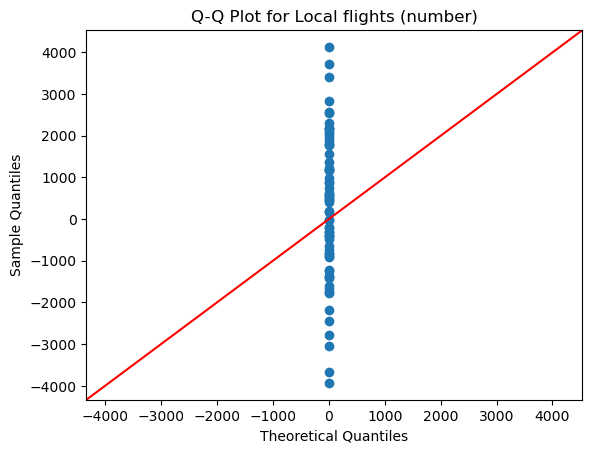 Q-Q Plot for Local flights (number)
4000
3000
2000
1000
0
−1000
−2000
−3000
−4000
Sample Quantiles
−4000 −3000 −2000 −1000 0 1000 2000 3000 4000
Theoretical Quantiles